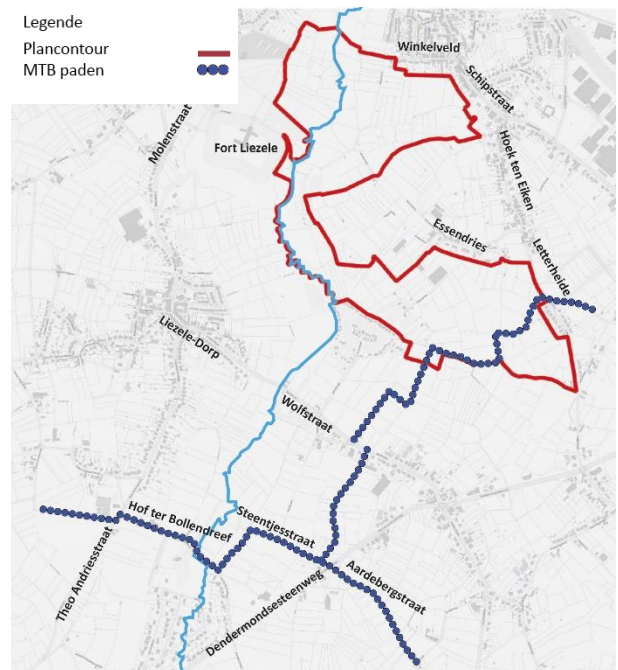 Legende
Plancontour
MTB paden
Winkelveld
Schipstraat
Molenstraat
Fort Liezele
Hoek ten Eiken
Essendries
Letterheide
Liezele-Dorp
Wolfstraat
Hof ter Bollendreef
Steentjesstraat
Theo Andriesstraat
Dendermondsesteenweg
Aardebergstraat